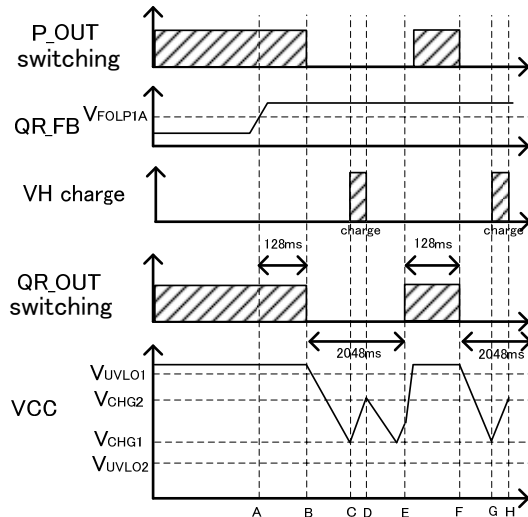 P_OUT
switching
VFOLP1A
QR_FB
VH charge
charge
charge
128ms
128ms
QR_OUT
switching
2048ms
2048ms
VUVLO1
VCHG2
VCC
VCHG1
VUVLO2
A B C D E F G H